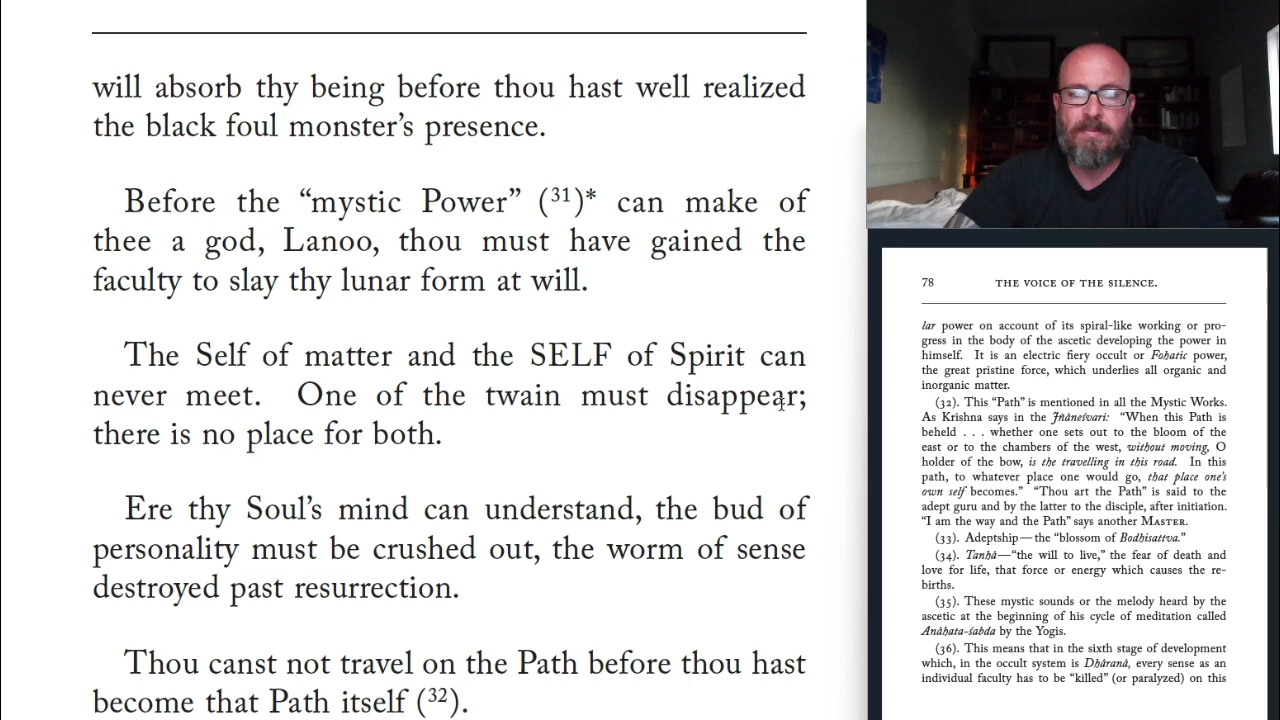 will absorb thy being before thou hast well realized
the black foul monster’s presence.
Before the “mystic Power” (31)* can make of
thee a god, Lanoo, thou must have gained the
faculty to slay thy lunar form at will.
The Self of matter and the SELF of Spirit can
never meet. One of the twain must disappear;
there is no place for both.
Ere thy Soul’s mind can understand, the bud of
personality must be crushed out, the worm of sense
destroyed past resurrection.
Thou canst not travel on the Path before thou hast
become that Path itself (32).
78 THE VOICE OF THE SILENCE.
lar power on account of its spiral-like working or pro-
gress in the body of the ascetic developing the power in
himself. It is an electric fiery occult or Fohatic power,
the great pristine force, which underlies all organic and
inorganic matter.
(32). This “Path” is mentioned in all the Mystic Works.
As Krishna says in the Jñâneśvari: “When this Path is
beheld . . . whether one sets out to the bloom of the
east or to the chambers of the west, without moving, O
holder of the bow, is the travelling in this road. In this
path, to whatever place one would go, that place one’s
own self becomes.” “Thou art the Path” is said to the
adept guru and by the latter to the disciple, after initiation.
“I am the way and the Path” says another MASTER.
(33). Adeptship—the “blossom of Bodhisattva.”
(34). Tanhâ—“the will to live,” the fear of death and
love for life, that force or energy which causes the re-
births.
(35). These mystic sounds or the melody heard by the
ascetic at the beginning of his cycle of meditation called
Anâhata-śabda by the Yogis.
(36). This means that in the sixth stage of development
which, in the occult system is Dhâranâ, every sense as an
individual faculty has to be “killed” (or paralyzed) on this